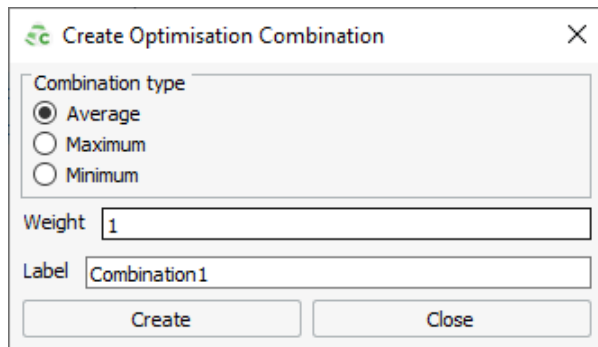 Create Optimisation Combination
Combination type
Average
Maximum
Minimum
Weight 1
Label Combination1
Create Close